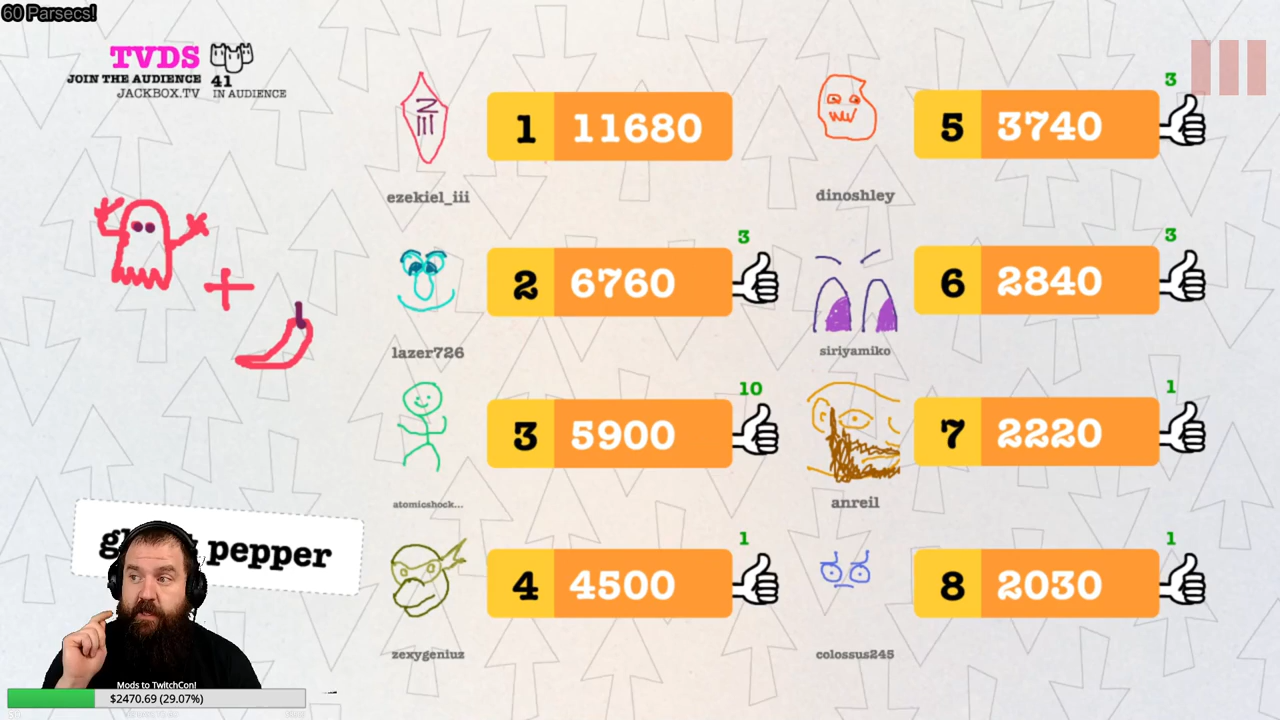 60 Parsecs!
TVDS
JOIN THE AUDIENCE
JACKBOX.TV
41
IN AUDIENCE
pepper
Mods to TwitchCon!
$2470.69 (29.07%)
1 11680
ezekiel_iii
3
2 6760
lazer726
10
3 5900
atomicshock...
1
4 4500
zexygeniuz
3
5 3740
dinoshley
3
6 2840
siriyamiko
1
7 2220
anreil
1
8 2030
colossus245